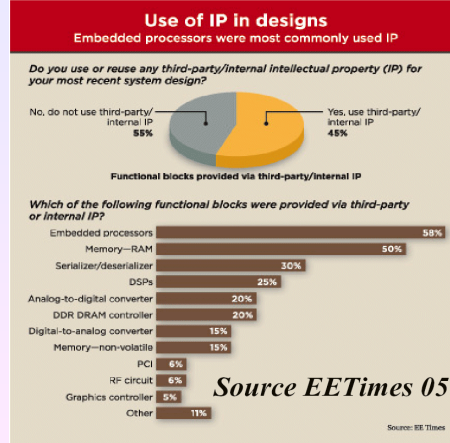 Use of IP in designs
Embedded processors were most commonly used IP
Do you use or reuse any third-party/internal intellectual property (IP) for
your most recent system design?
No, do not use third-party/
internal IP
55%
Yes, use third-party/
internal IP
45%
Functional blocks provided via third-party/internal IP
Which of the following functional blocks were provided via third-party
or internal IP?
Embedded processors 58%
Memory—RAM 50%
Serializer/deserializer 30%
DSPs 25%
Analog-to-digital converter 20%
DDR DRAM controller 20%
Digital-to-analog converter 15%
Memory—non-volatile 15%
PCI 6%
RF circuit 6%
Graphics controller 5%
Other 11%
Source EETimes 05
Source: EE Times